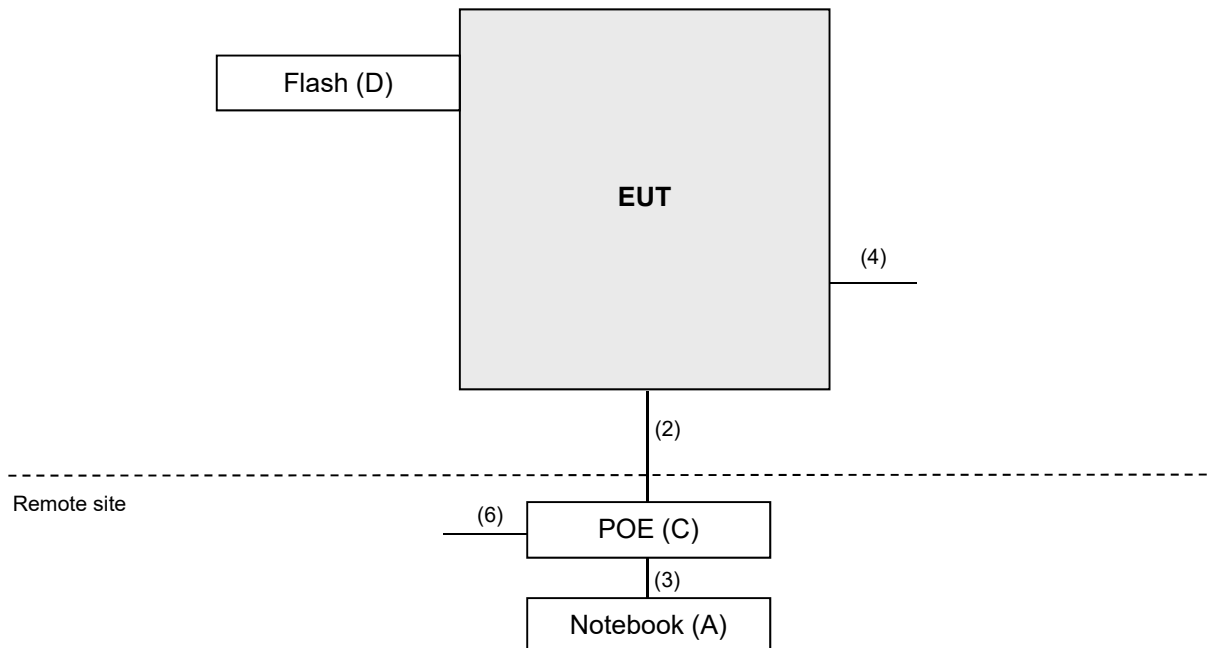 Flash (D)
EUT
(4)
(2)
Remote site
(6)
POE (C)
(3)
Notebook (A)